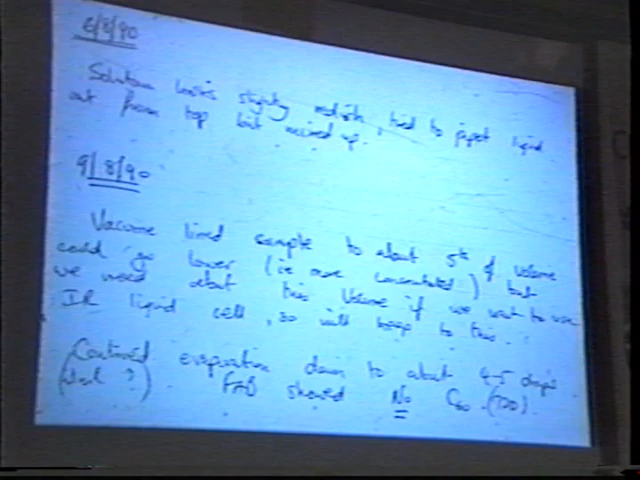 6/8/90
Solution looks slightly reddish, tried to pipet liquid
out from top but mixed up.
9/8/90
Vacuum lined sample to about 5th of volume
could go lower (ie more concentrated) but
we need about this volume if we want to use
IR liquid cell, so will keep to this.
(Continued evaporation down to about 4-5 drops
FAB showed No C60 (720)